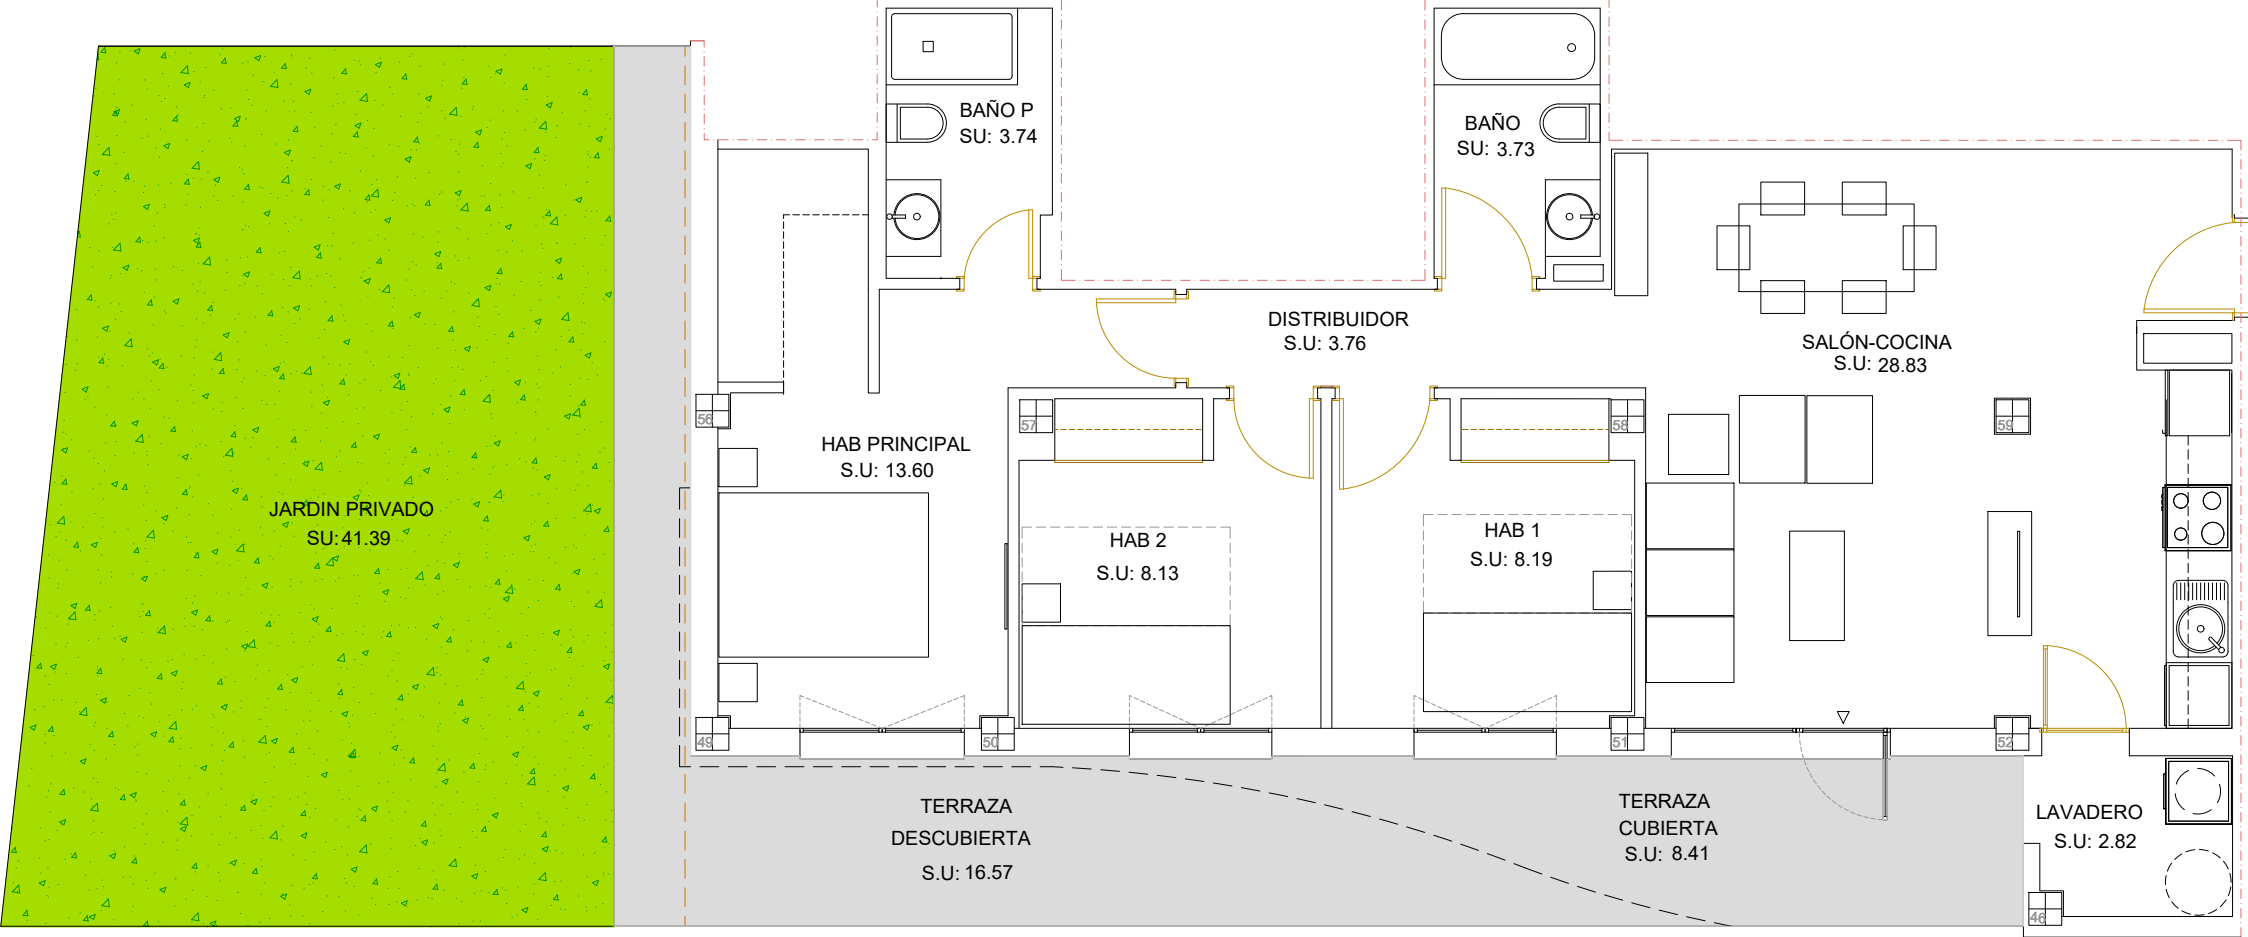 BAÑO P
SU: 3.74
BAÑO
SU: 3.73
DISTRIBUIDOR
S.U: 3.76
SALÓN-COCINA
S.U: 28.83
56
57
58
59
HAB PRINCIPAL
S.U: 13.60
JARDIN PRIVADO
SU: 41.39
HAB 2
S.U: 8.13
HAB 1
S.U: 8.19
49
50
51
52
TERRAZA
DESCUBIERTA
S.U: 16.57
TERRAZA
CUBIERTA
S.U: 8.41
LAVADERO
S.U: 2.82
46